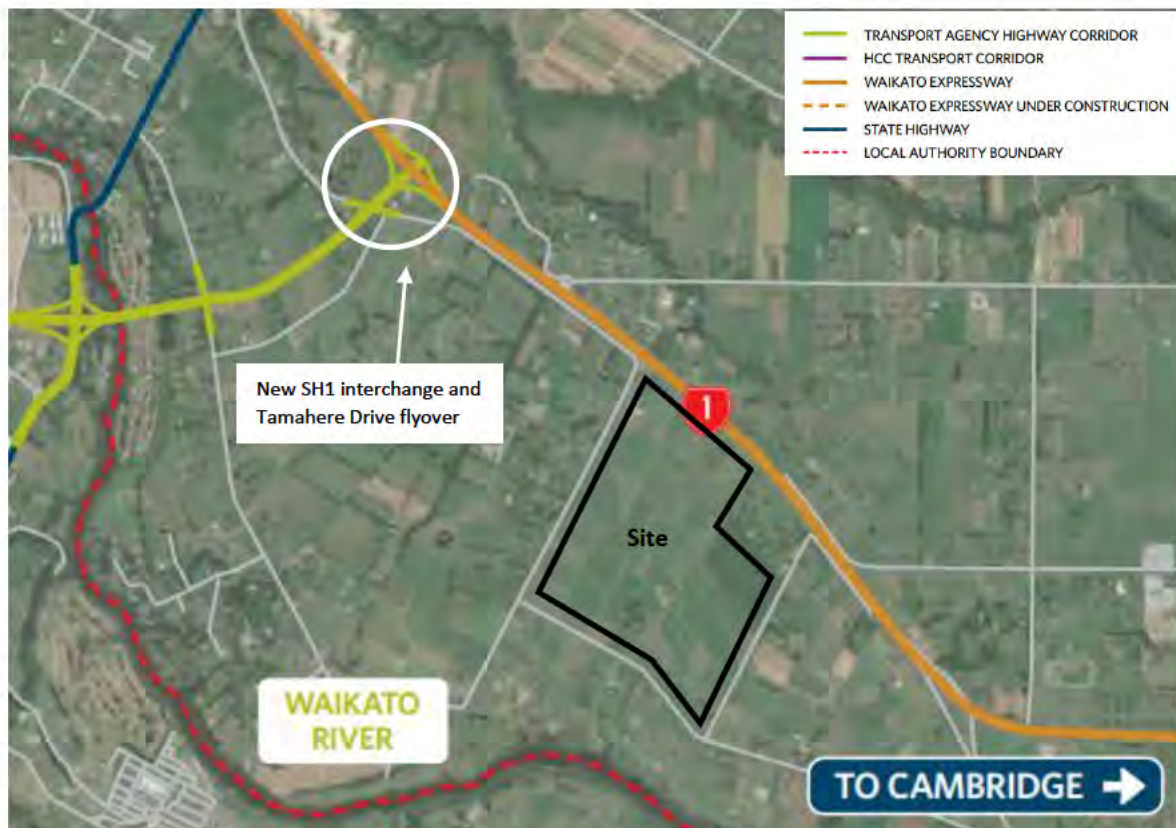 TRANSPORT AGENCY HIGHWAY CORRIDOR
HCC TRANSPORT CORRIDOR
WAIKATO EXPRESSWAY
WAIKATO EXPRESSWAY UNDER CONSTRUCTION
STATE HIGHWAY
LOCAL AUTHORITY BOUNDARY
New SH1 interchange and
Tamahere Drive flyover
1
Site
WAIKATO
RIVER
TO CAMBRIDGE